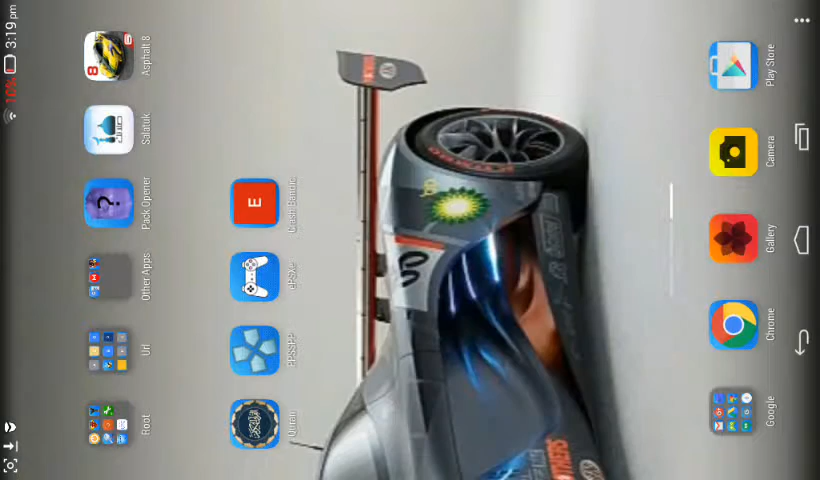 10% 3:19 pm
Root
Url
Other Apps
Pack Opener
Salatuk
Asphalt 8
Quran
PPSSPP
ePSXe
Crash Bandic
bp
Google
Chrome
Gallery
Camera
Play Store